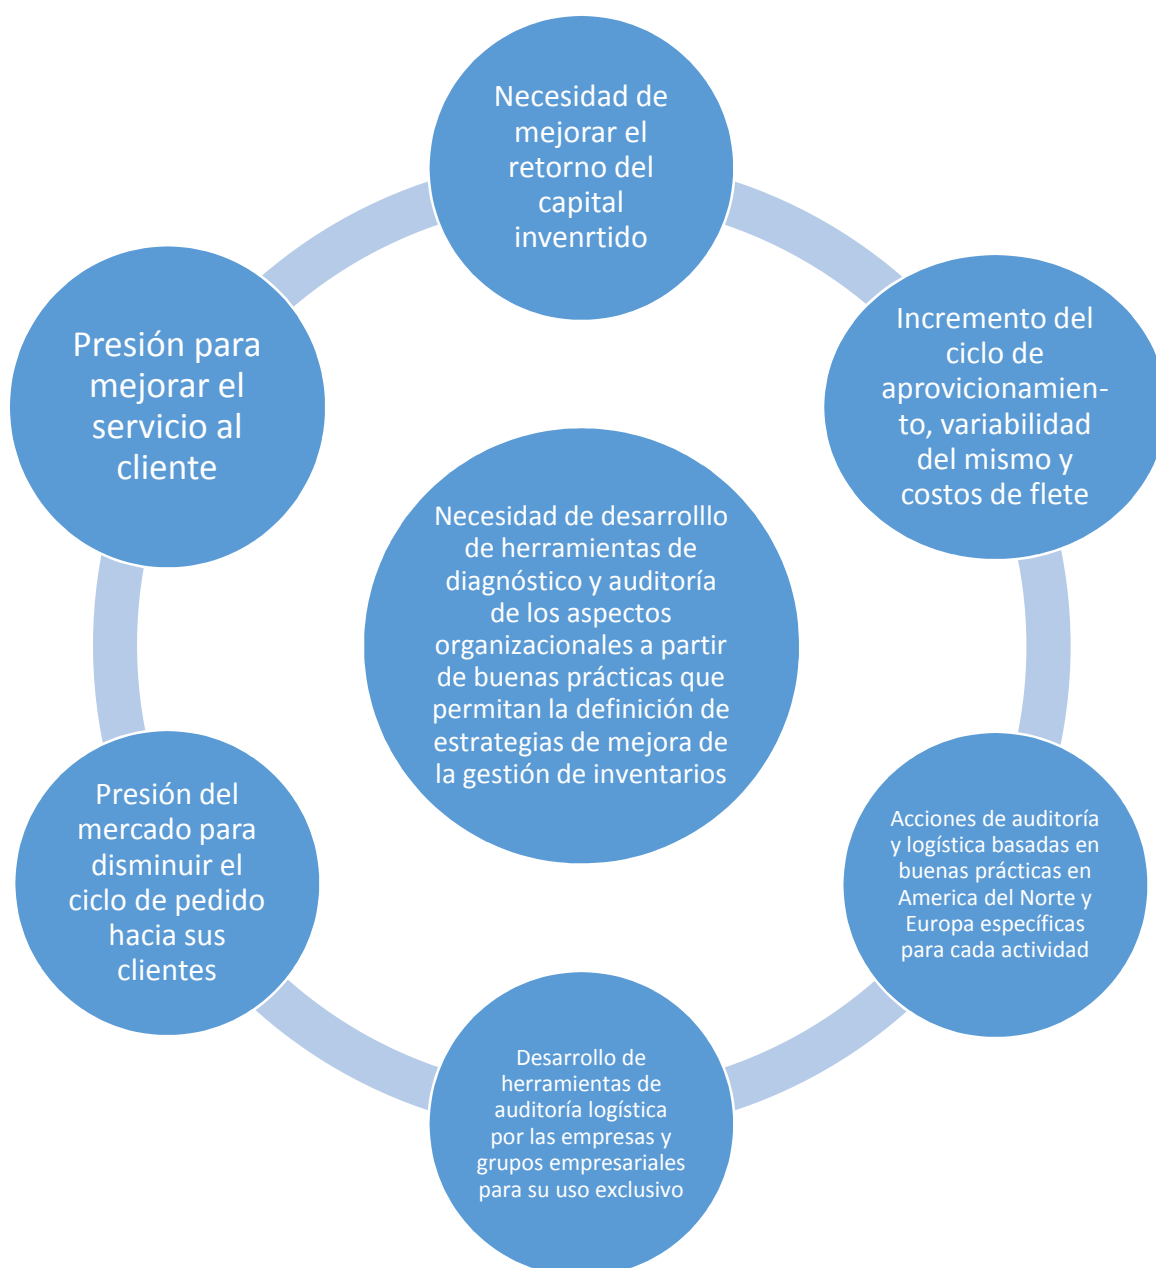 Necesidad de
mejorar el
retorno del
capital
invenrtido
Incremento del
ciclo de
aprovicionamien-
to, variabilidad
del mismo y
costos de flete
Acciones de auditoría
y logística basadas en
buenas prácticas en
America del Norte y
Europa específicas
para cada actividad
Desarrollo de
herramientas de
auditoría logística
por las empresas y
grupos empresariales
para su uso exclusivo
Presión del
mercado para
disminuir el
ciclo de pedido
hacia sus
clientes
Presión para
mejorar el
servicio al
cliente
Necesidad de desarrolllo
de herramientas de
diagnóstico y auditoría
de los aspectos
organizacionales a partir
de buenas prácticas que
permitan la definición de
estrategias de mejora de
la gestión de inventarios